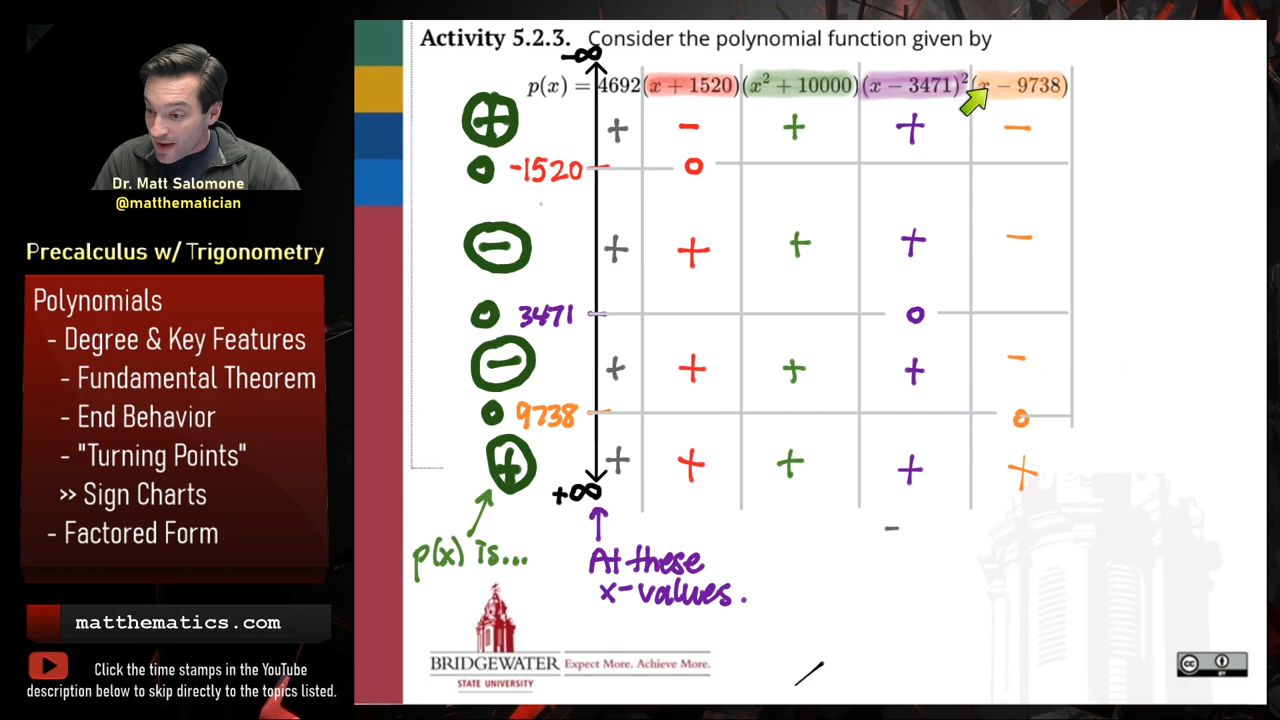 Activity 5.2.3. Consider the polynomial function given by
-∞
p(x) = 4692(x + 1520)(x² + 10000)(x − 3471)²(x − 9738)
+ + - + + -
0 -1520 0
- + + + + -
0 3471 0
- + + + + -
0 9738 0
+ + + + + +
+∞
p(x) is...
At these
x-values.
-
Dr. Matt Salomone
@matthematician
Precalculus w/ Trigonometry
Polynomials
- Degree & Key Features
- Fundamental Theorem
- End Behavior
- "Turning Points"
>> Sign Charts
- Factored Form
matthematics.com
Click the time stamps in the YouTube
description below to skip directly to the topics listed.
BRIDGEWATER
STATE UNIVERSITY
Expect More. Achieve More.
cc
BY